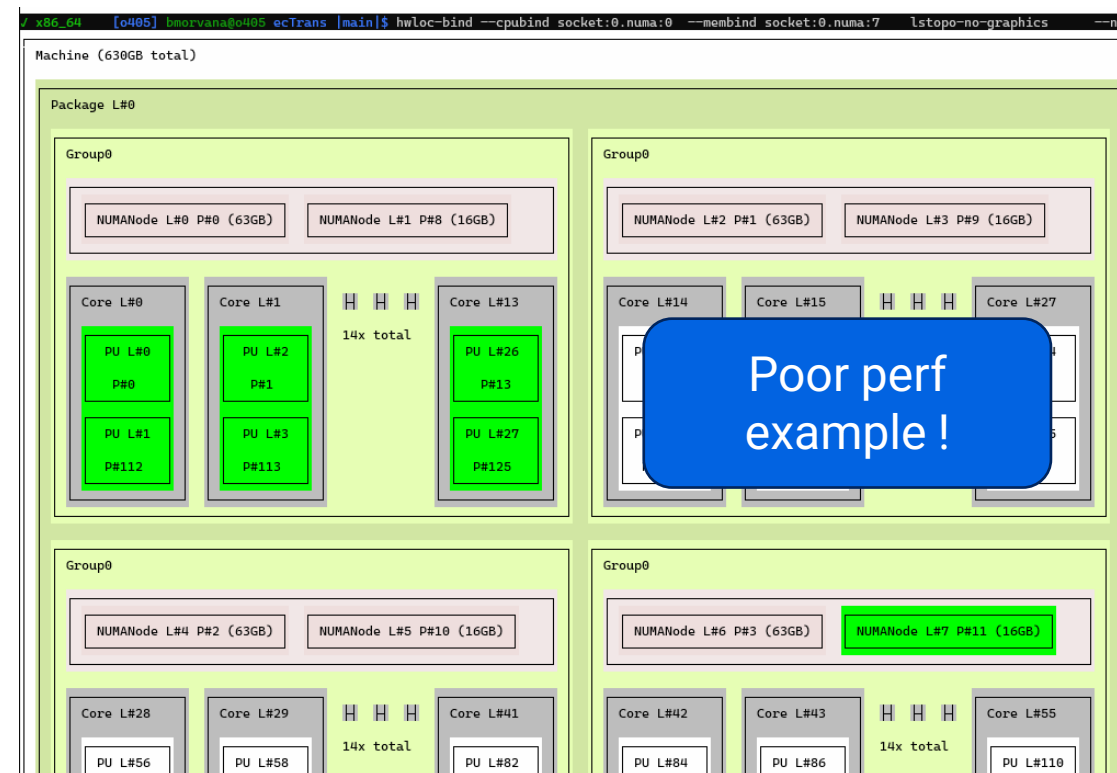 ✓ x86_64 [o405] bmorvana@o405 ecTrans |main|$ hwloc-bind --cpubind socket:0.numa:0 --membind socket:0.numa:7 lstopo-no-graphics --n
Machine (630GB total)
Package L#0
Group0
NUMANode L#0 P#0 (63GB)
NUMANode L#1 P#8 (16GB)
Core L#0
Core L#1
Core L#13
14x total
PU L#0
P#0
PU L#2
P#1
PU L#26
P#13
PU L#1
P#112
PU L#3
P#113
PU L#27
P#125
Group0
NUMANode L#2 P#1 (63GB)
NUMANode L#3 P#9 (16GB)
Core L#14
Core L#15
Core L#27
Poor perf
example !
Group0
NUMANode L#4 P#2 (63GB)
NUMANode L#5 P#10 (16GB)
Core L#28
Core L#29
Core L#41
14x total
PU L#56
PU L#58
PU L#82
Group0
NUMANode L#6 P#3 (63GB)
NUMANode L#7 P#11 (16GB)
Core L#42
Core L#43
Core L#55
14x total
PU L#84
PU L#86
PU L#110